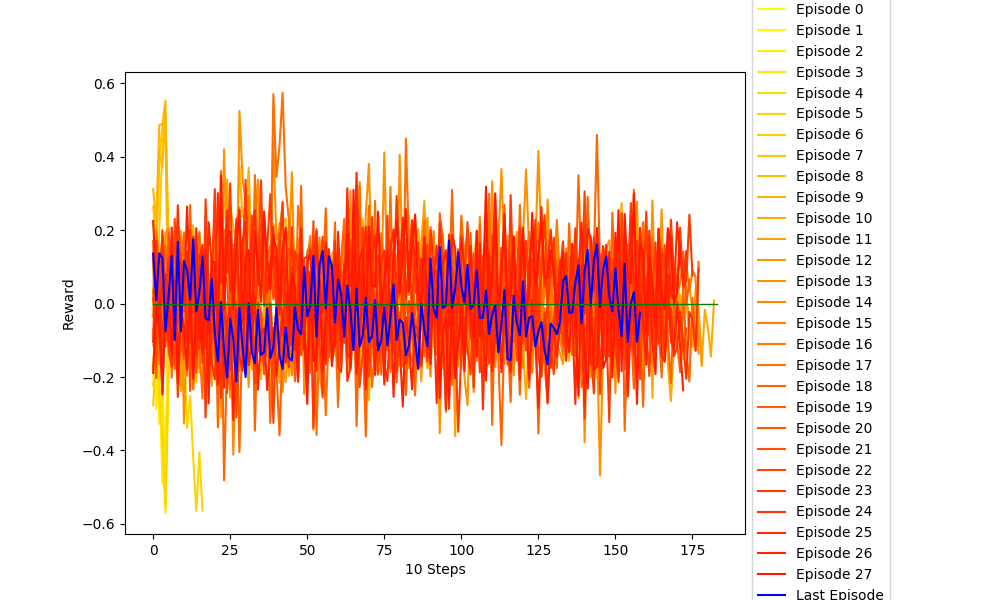 0.6
0.4
0.2
0.0
−0.2
−0.4
−0.6
Reward
0 25 50 75 100 125 150 175
10 Steps
Episode 0
Episode 1
Episode 2
Episode 3
Episode 4
Episode 5
Episode 6
Episode 7
Episode 8
Episode 9
Episode 10
Episode 11
Episode 12
Episode 13
Episode 14
Episode 15
Episode 16
Episode 17
Episode 18
Episode 19
Episode 20
Episode 21
Episode 22
Episode 23
Episode 24
Episode 25
Episode 26
Episode 27
Last Episode